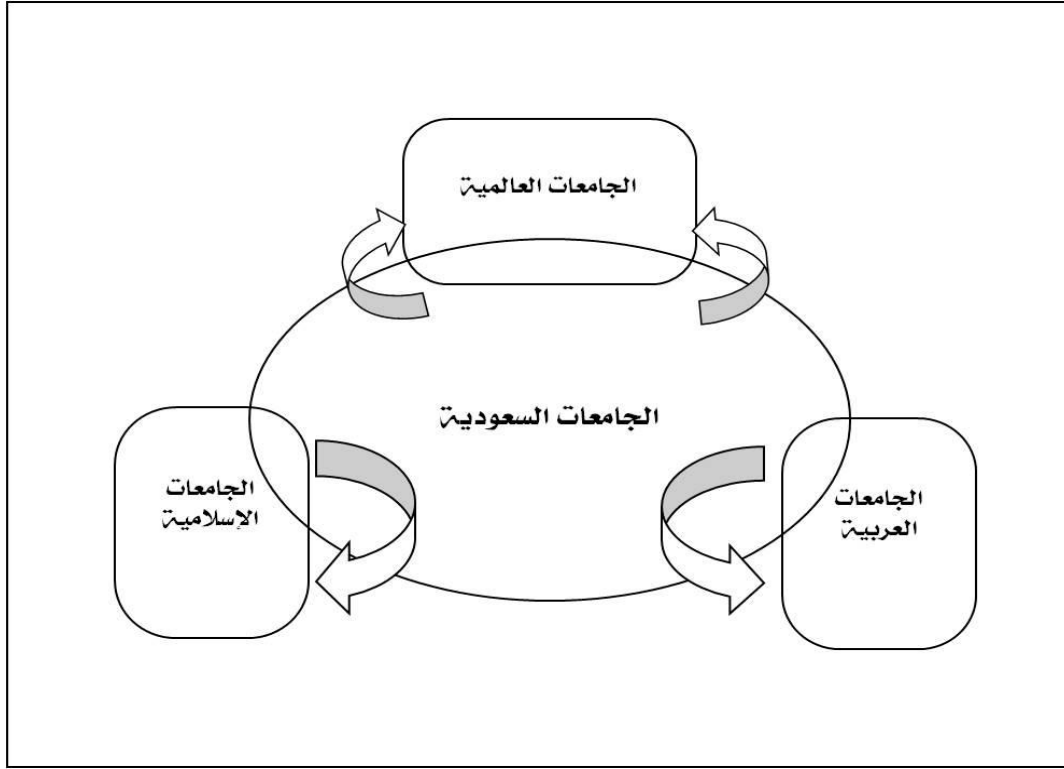 الجامعات العالمية
الجامعات السعودية
الجامعات
العربية
الجامعات
الإسلامية